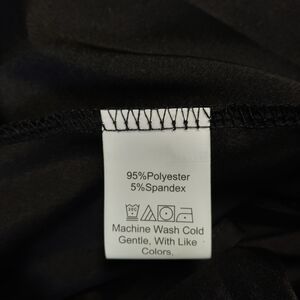 95%Polyester
5%Spandex
Machine Wash Cold
Gentle, With Like
Colors,